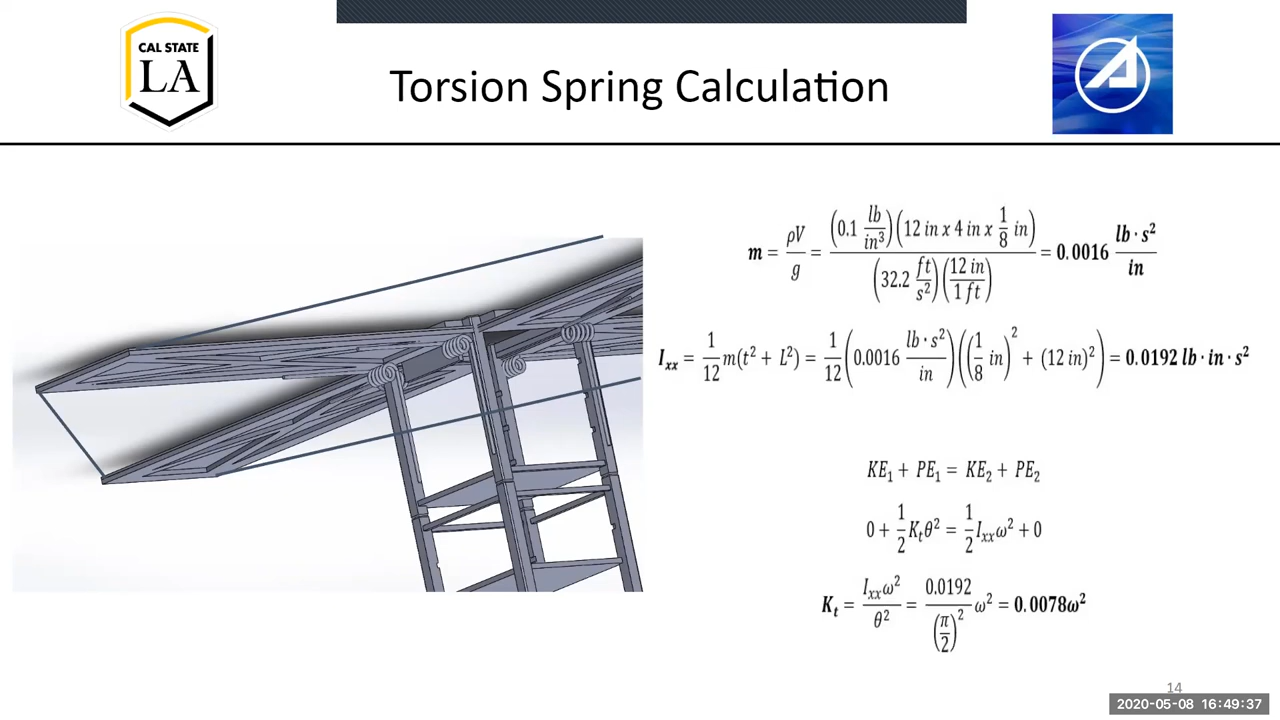 CAL STATE
LA
Torsion Spring Calculation
m = ρV/g = (0.1 lb/in³)(12 in x 4 in x 1/8 in) / (32.2 ft/s²)(12 in/1 ft) = 0.0016 lb·s²/in
Iₓₓ = 1/12 m(t² + L²) = 1/12 (0.0016 lb·s²/in)((1/8 in)² + (12 in)²) = 0.0192 lb·in·s²
KE₁ + PE₁ = KE₂ + PE₂
0 + 1/2 Kₜθ² = 1/2 Iₓₓω² + 0
Kₜ = Iₓₓω²/θ² = 0.0192/(π/2)² ω² = 0.0078ω²
14
2020-05-08 16:49:37